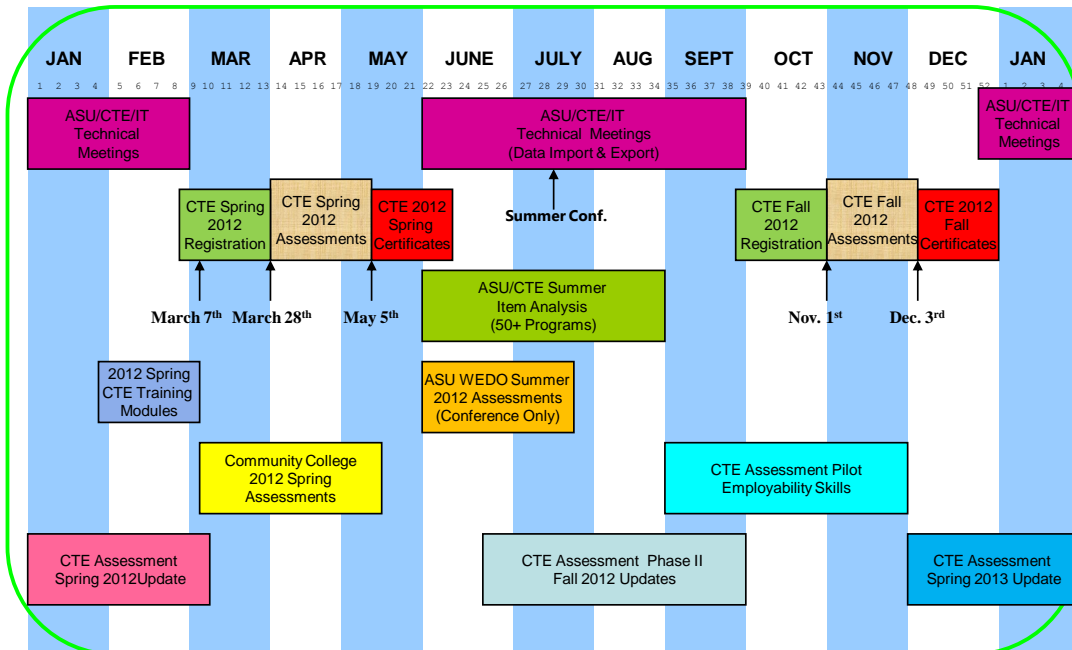 JAN FEB MAR APR MAY JUNE JULY AUG SEPT OCT NOV DEC JAN
1 2 3 4 5 6 7 8 9 10 11 12 13 14 15 16 17 18 19 20 21 22 23 24 25 26 27 28 29 30 31 32 33 34 35 36 37 38 39 40 41 42 43 44 45 46 47 48 49 50 51 52 1 2 3 4
ASU/CTE/IT
Technical
Meetings
ASU/CTE/IT
Technical Meetings
(Data Import & Export)
ASU/CTE/IT
Technical
Meetings
Summer Conf.
CTE Spring
2012
Registration
CTE Spring
2012
Assessments
CTE 2012
Spring
Certificates
CTE Fall
2012
Registration
CTE Fall
2012
Assessments
CTE 2012
Fall
Certificates
March 7th
March 28th
May 5th
Nov. 1st
Dec. 3rd
ASU/CTE Summer
Item Analysis
(50+ Programs)
2012 Spring
CTE Training
Modules
ASU WEDO Summer
2012 Assessments
(Conference Only)
Community College
2012 Spring
Assessments
CTE Assessment Pilot
Employability Skills
CTE Assessment
Spring 2012Update
CTE Assessment Phase II
Fall 2012 Updates
CTE Assessment
Spring 2013 Update